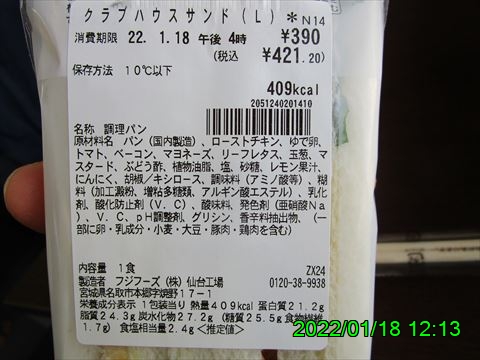 クラブハウスサンド(L) *N14
消費期限 22. 1.18 午後 4時 ¥390
(税込 ¥421.20)
保存方法 10℃以下
409kcal
2051240201410
名称 調理パン
原材料名 パン(国内製造)、ローストチキン、ゆで卵、
トマト、ベーコン、マヨネーズ、リーフレタス、玉葱、マ
スタード、ぶどう酢、植物油脂、塩、砂糖、レモン果汁、
にんにく、胡椒/キシロース、調味料(アミノ酸等)、糊
料(加工澱粉、増粘多糖類、アルギン酸エステル)、乳化
剤、酸化防止剤(V.C)、酸味料、発色剤(亜硝酸Na
)、V.C、pH調整剤、グリシン、香辛料抽出物、(一
部に卵・乳成分・小麦・大豆・豚肉・鶏肉を含む)
内容量 1食 ZX24
製造者 フジフーズ(株)仙台工場 0120-38-9938
宮城県名取市本郷字焼野17-1
栄養成分表示 1包装当り 熱量409kcal 蛋白質21.2g
脂質24.3g 炭水化物27.2g (糖質25.5g 食物繊維
1.7g) 食塩相当量2.4g <推定値>
2022/01/18 12:13